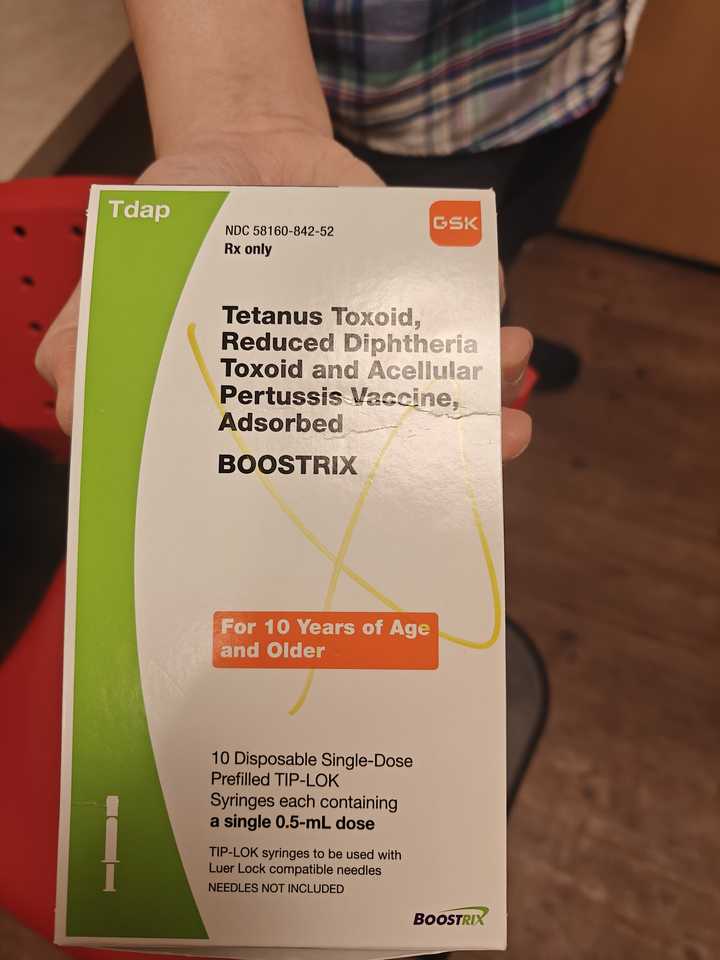 Tdap
NDC 58160-842-52
Rx only
GSK
Tetanus Toxoid,
Reduced Diphtheria
Toxoid and Acellular
Pertussis Vaccine,
Adsorbed
BOOSTRIX
For 10 Years of Age
and Older
10 Disposable Single-Dose
Prefilled TIP-LOK
Syringes each containing
a single 0.5-mL dose
TIP-LOK syringes to be used with
Luer Lock compatible needles
NEEDLES NOT INCLUDED
BOOSTRIX